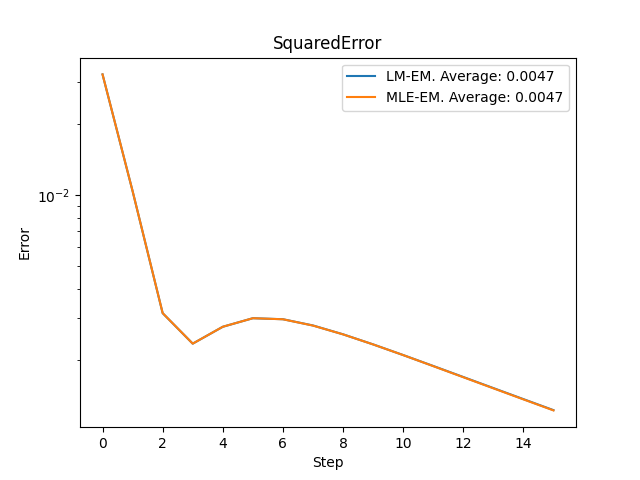 SquaredError
LM-EM. Average: 0.0047
MLE-EM. Average: 0.0047
10⁻²
Error
0 2 4 6 8 10 12 14
Step